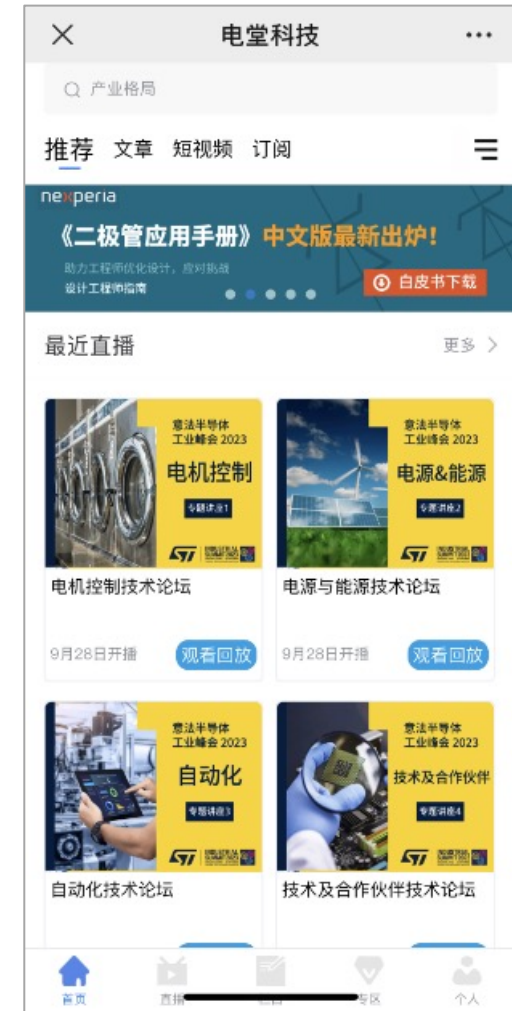 电堂科技
产业格局
推荐 文章 短视频 订阅
nexperia
《二极管应用手册》中文版最新出炉！
助力工程师优化设计，应对挑战
设计工程师指南
白皮书下载
最近直播
更多
意法半导体
工业峰会 2023
电机控制
专题讲座1
ST
电机控制技术论坛
9月28日开播
观看回放
意法半导体
工业峰会 2023
电源&能源
专题讲座2
ST
电源与能源技术论坛
9月28日开播
观看回放
意法半导体
工业峰会 2023
自动化
专题讲座3
ST
自动化技术论坛
意法半导体
工业峰会 2023
技术及合作伙伴
专题讲座4
ST
技术及合作伙伴技术论坛
首页 直播 专区 个人